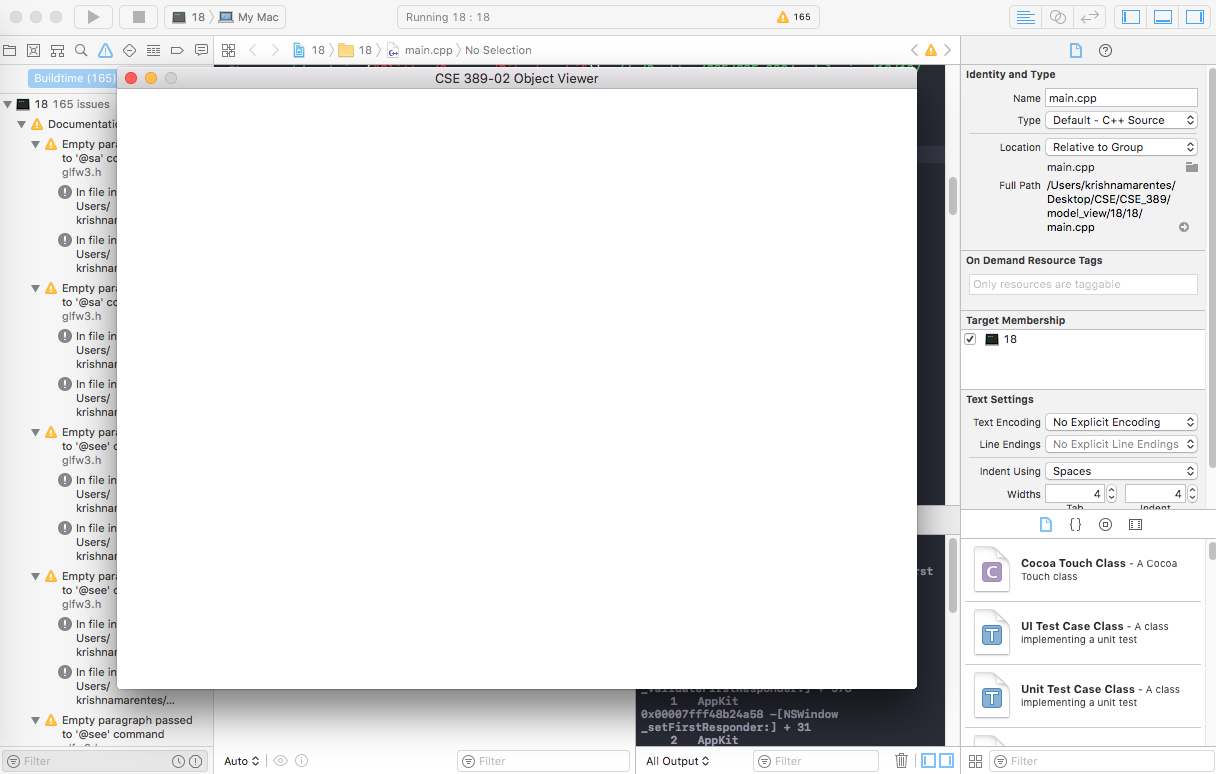 18 My Mac Running 18 : 18 165
18 18 main.cpp No Selection
Buildtime (165) CSE 389-02 Object Viewer
18 165 issues
Documentatio
Empty para
to '@sa' co
glfw3.h
In file in
Users/
krishnar
In file in
Users/
krishnar
Empty para
to '@sa' co
glfw3.h
In file in
Users/
krishnar
In file in
Users/
krishnar
Empty para
to '@see' c
glfw3.h
In file in
Users/
krishnar
In file in
Users/
krishnar
Empty para
to '@see' c
glfw3.h
In file in
Users/
krishnar
In file in
Users/
krishnamarentes/...
Empty paragraph passed
to '@see' command
Filter
Auto
Filter
rst
1 AppKit
0x00007fff48b24a58 -[NSWindow
_setFirstResponder:] + 31
2 AppKit
All Output Filter
Identity and Type
Name main.cpp
Type Default - C++ Source
Location Relative to Group
main.cpp
Full Path /Users/krishnamarentes/
Desktop/CSE/CSE_389/
model_view/18/18/
main.cpp
On Demand Resource Tags
Only resources are taggable
Target Membership
18
Text Settings
Text Encoding No Explicit Encoding
Line Endings No Explicit Line Endings
Indent Using Spaces
Widths 4 4
Tab Indent
{}
C Cocoa Touch Class - A Cocoa
Touch class
T UI Test Case Class - A class
implementing a unit test
T Unit Test Case Class - A class
implementing a unit test
Filter